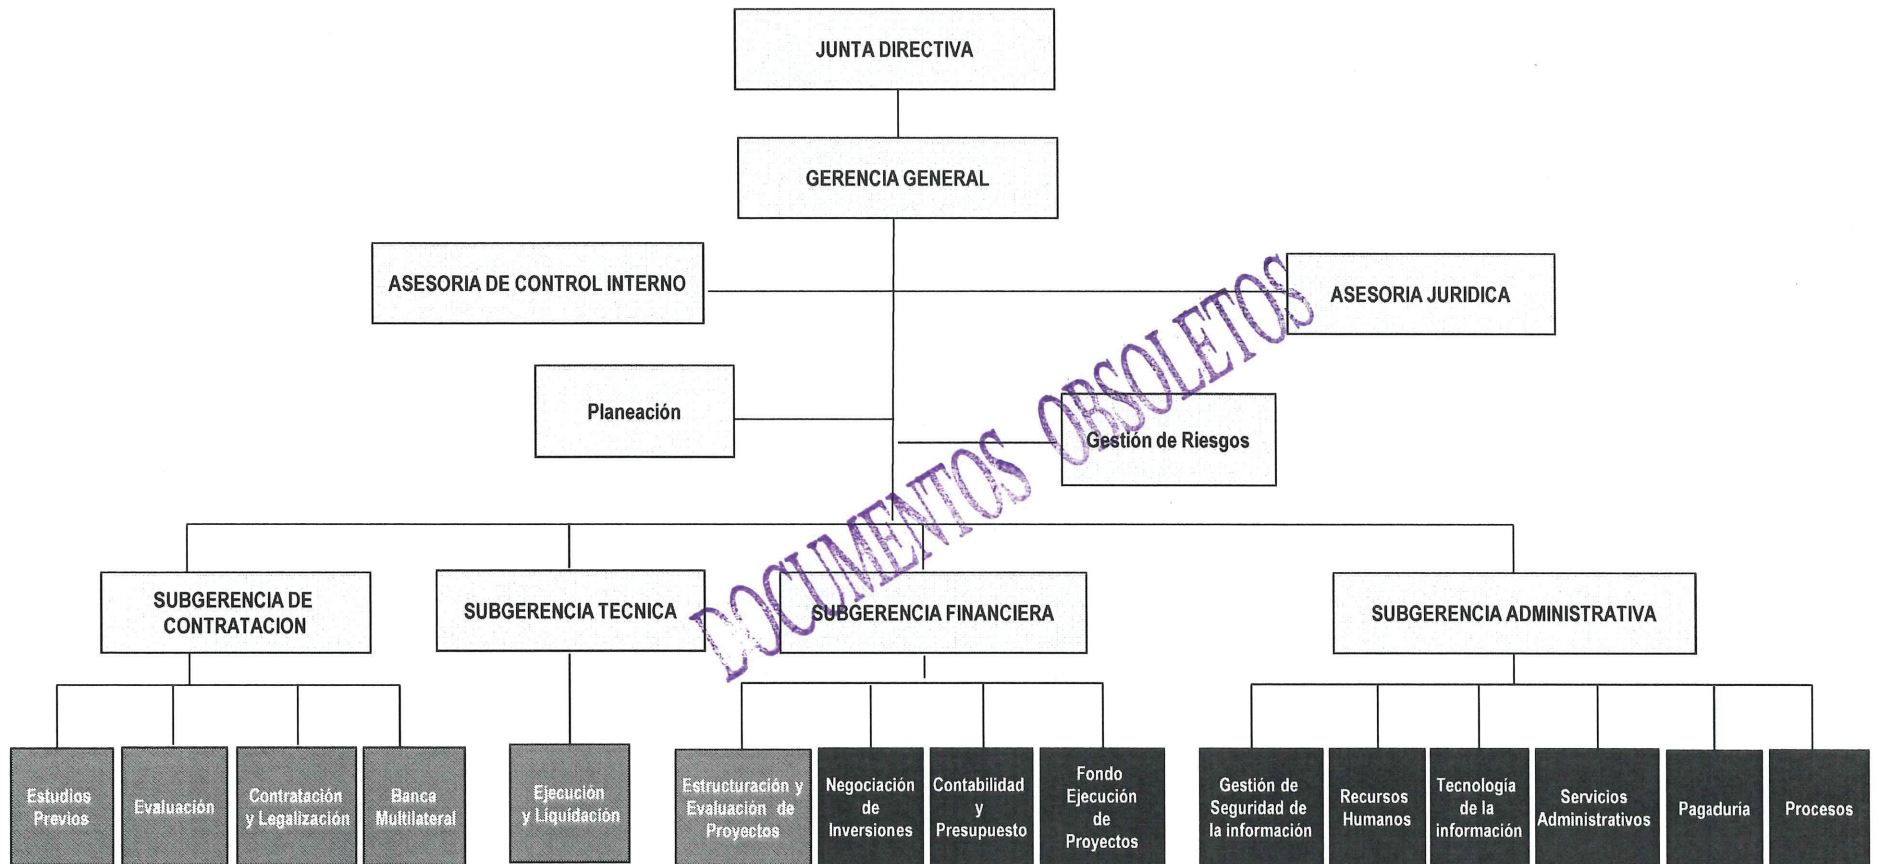 JUNTA DIRECTIVA
GERENCIA GENERAL
ASESORIA DE CONTROL INTERNO
ASESORIA JURIDICA
Planeación
Gestión de Riesgos
DOCUMENTOS OBSOLETOS
SUBGERENCIA DE
CONTRATACION
SUBGERENCIA TECNICA
SUBGERENCIA FINANCIERA
SUBGERENCIA ADMINISTRATIVA
Estudios
Previos
Evaluación
Contratación
y Legalización
Banca
Multilateral
Ejecución
y Liquidación
Estructuración y
Evaluación de
Proyectos
Negociación
de
Inversiones
Contabilidad
y
Presupuesto
Fondo
Ejecución
de
Proyectos
Gestión de
Seguridad de
la información
Recursos
Humanos
Tecnología
de la
información
Servicios
Administrativos
Pagaduría
Procesos